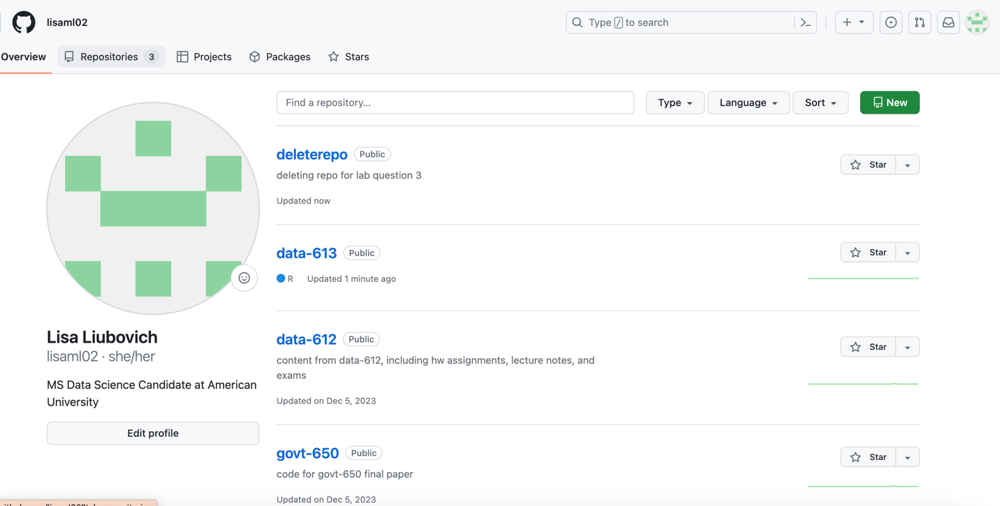 lisaml02
Type / to search
Overview Repositories 3 Projects Packages Stars
Find a repository...
Type Language Sort New
deleterepo Public
Star
deleting repo for lab question 3
Updated now
data-613 Public
Star
R Updated 1 minute ago
data-612 Public
Star
content from data-612, including hw assignments, lecture notes, and
exams
Updated on Dec 5, 2023
govt-650 Public
Star
code for govt-650 final paper
Updated on Dec 5, 2023
Lisa Liubovich
lisaml02 · she/her
MS Data Science Candidate at American
University
Edit profile